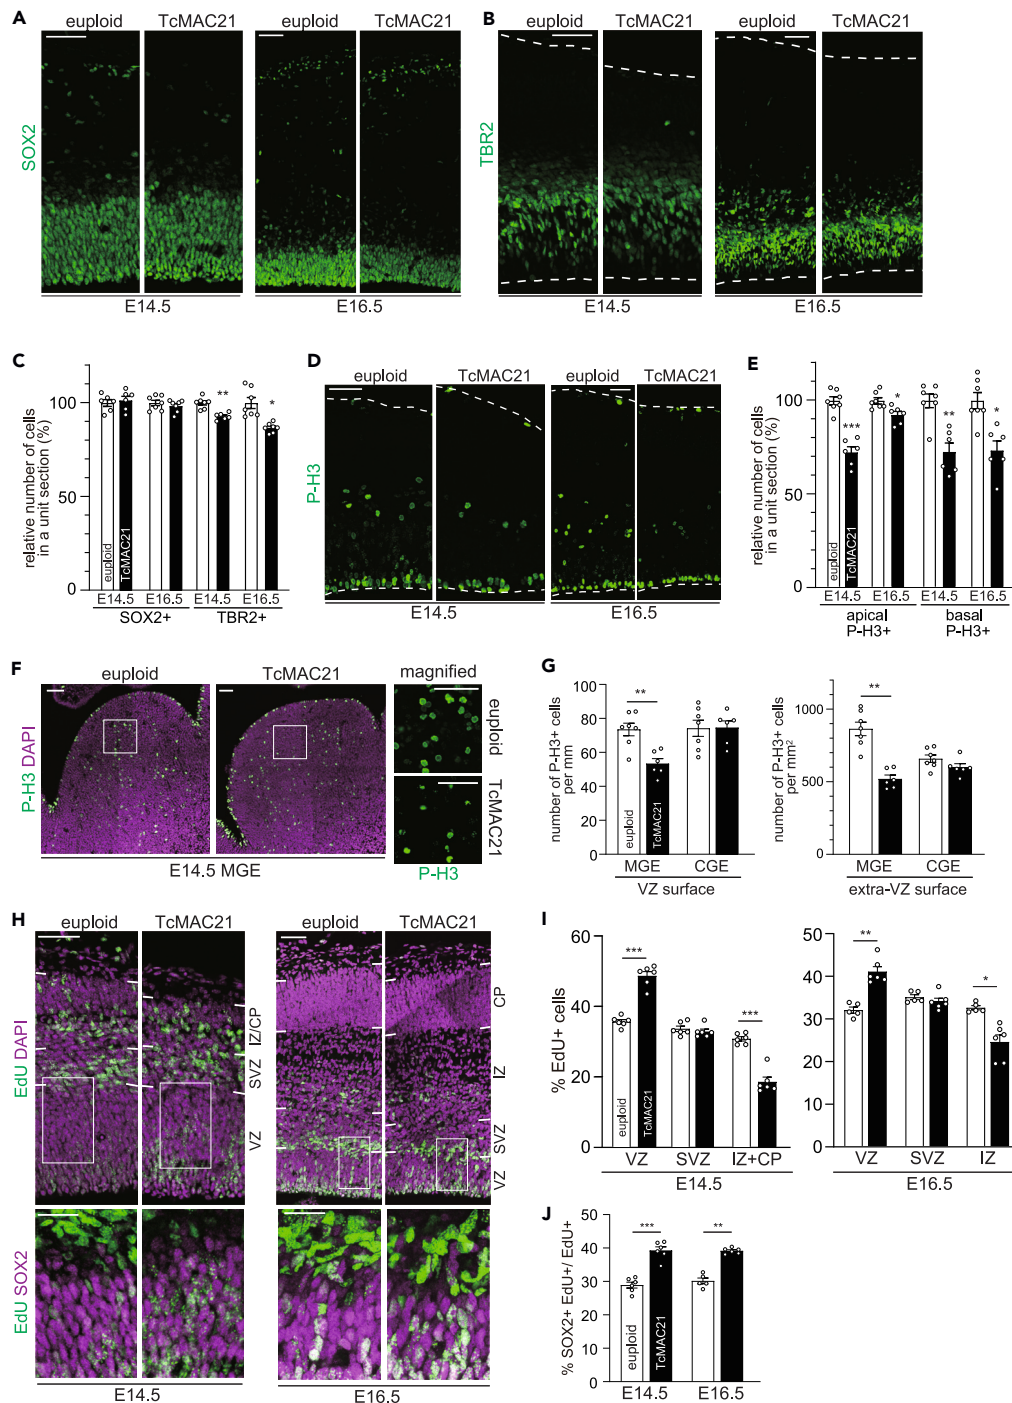 A
euploid
TcMAC21
euploid
TcMAC21
SOX2
E14.5
E16.5
B
euploid
TcMAC21
euploid
TcMAC21
TBR2
E14.5
E16.5
C
relative number of cells
in a unit section (%)
100
50
0
**
*
euploid
TcMAC21
E14.5
E16.5
E14.5
E16.5
SOX2+
TBR2+
D
euploid
TcMAC21
euploid
TcMAC21
P-H3
E14.5
E16.5
E
relative number of cells
in a unit section (%)
100
50
0
***
*
**
*
euploid
TcMAC21
E14.5
E16.5
E14.5
E16.5
apical
P-H3+
basal
P-H3+
F
euploid
TcMAC21
magnified
P-H3 DAPI
euploid
TcMAC21
E14.5 MGE
P-H3
G
number of P-H3+ cells
per mm
100
80
60
40
20
0
**
euploid
TcMAC21
MGE
CGE
VZ surface
number of P-H3+ cells
per mm2
1000
500
0
**
MGE
CGE
extra-VZ surface
H
euploid
TcMAC21
euploid
TcMAC21
EdU DAPI
IZ/CP
SVZ
VZ
CP
IZ
SVZ
VZ
EdU SOX2
E14.5
E16.5
I
% EdU+ cells
60
40
20
0
***
***
euploid
TcMAC21
VZ
SVZ
IZ+CP
E14.5
50
40
30
20
10
0
**
*
VZ
SVZ
IZ
E16.5
J
% SOX2+ EdU+/ EdU+
50
40
30
20
10
0
***
**
euploid
TcMAC21
E14.5
E16.5